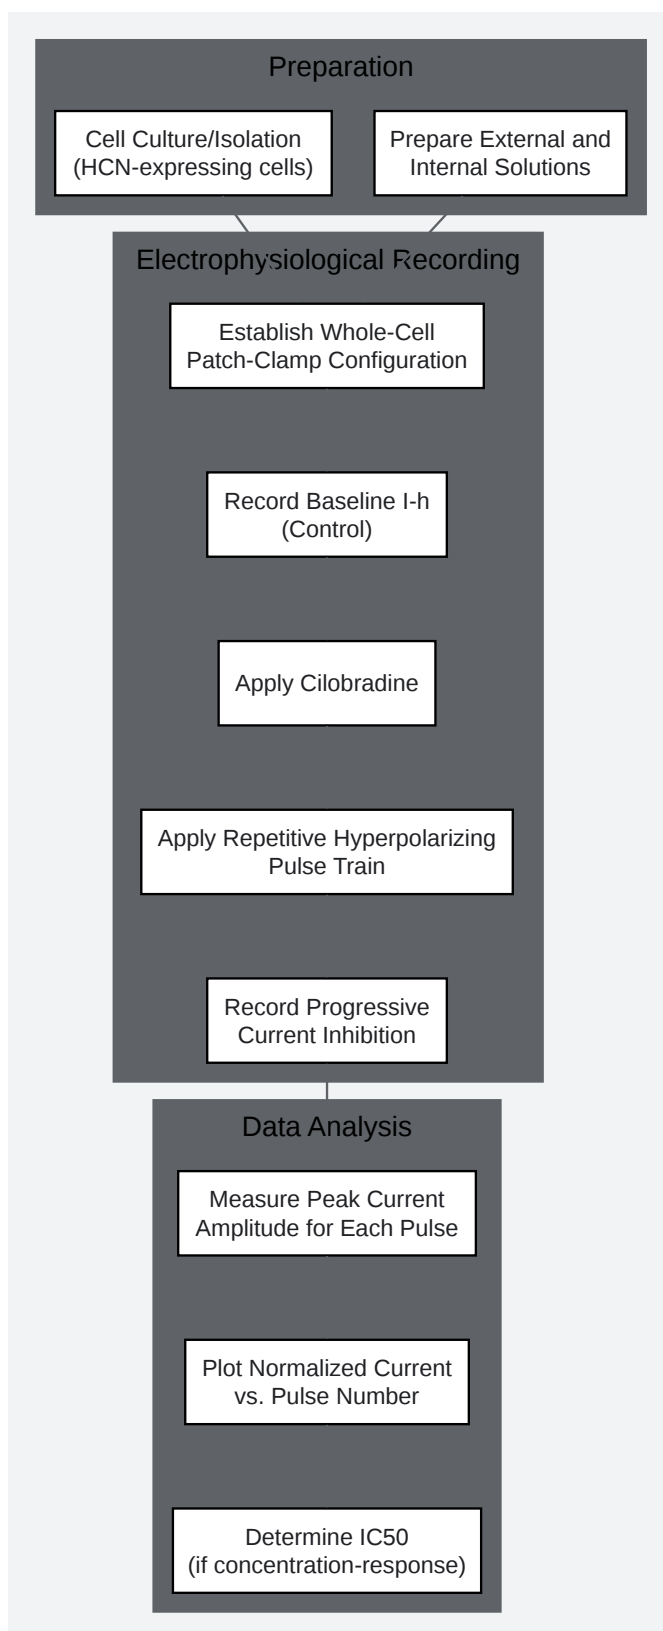 Preparation
Cell Culture/Isolation
(HCN-expressing cells)
Prepare External and
Internal Solutions
Electrophysiological Recording
Establish Whole-Cell
Patch-Clamp Configuration
Record Baseline I-h
(Control)
Apply Cilobradine
Apply Repetitive Hyperpolarizing
Pulse Train
Record Progressive
Current Inhibition
Data Analysis
Measure Peak Current
Amplitude for Each Pulse
Plot Normalized Current
vs. Pulse Number
Determine IC50
(if concentration-response)